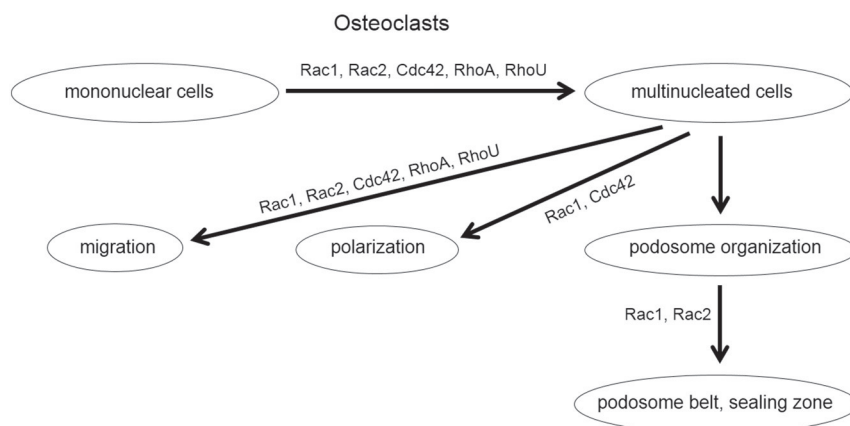 Osteoclasts
Rac1, Rac2, Cdc42, RhoA, RhoU
mononuclear cells
multinucleated cells
Rac1, Rac2, Cdc42, RhoA, RhoU
Rac1, Cdc42
migration
polarization
podosome organization
Rac1, Rac2
podosome belt, sealing zone